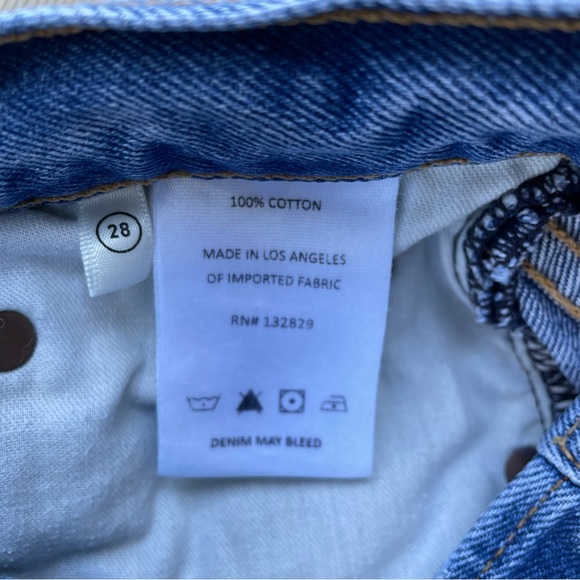 28
100% COTTON
MADE IN LOS ANGELES
OF IMPORTED FABRIC
RN# 132829
DENIM MAY BLEED